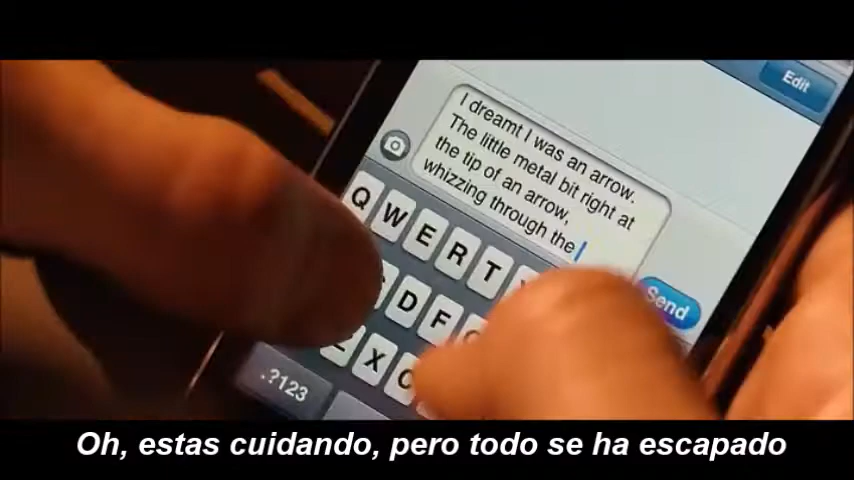 Edit
I dreamt I was an arrow.
The little metal bit right at
the tip of an arrow,
whizzing through the
Send
Q W E R T
D F
X C
.?123
Oh, estas cuidando, pero todo se ha escapado